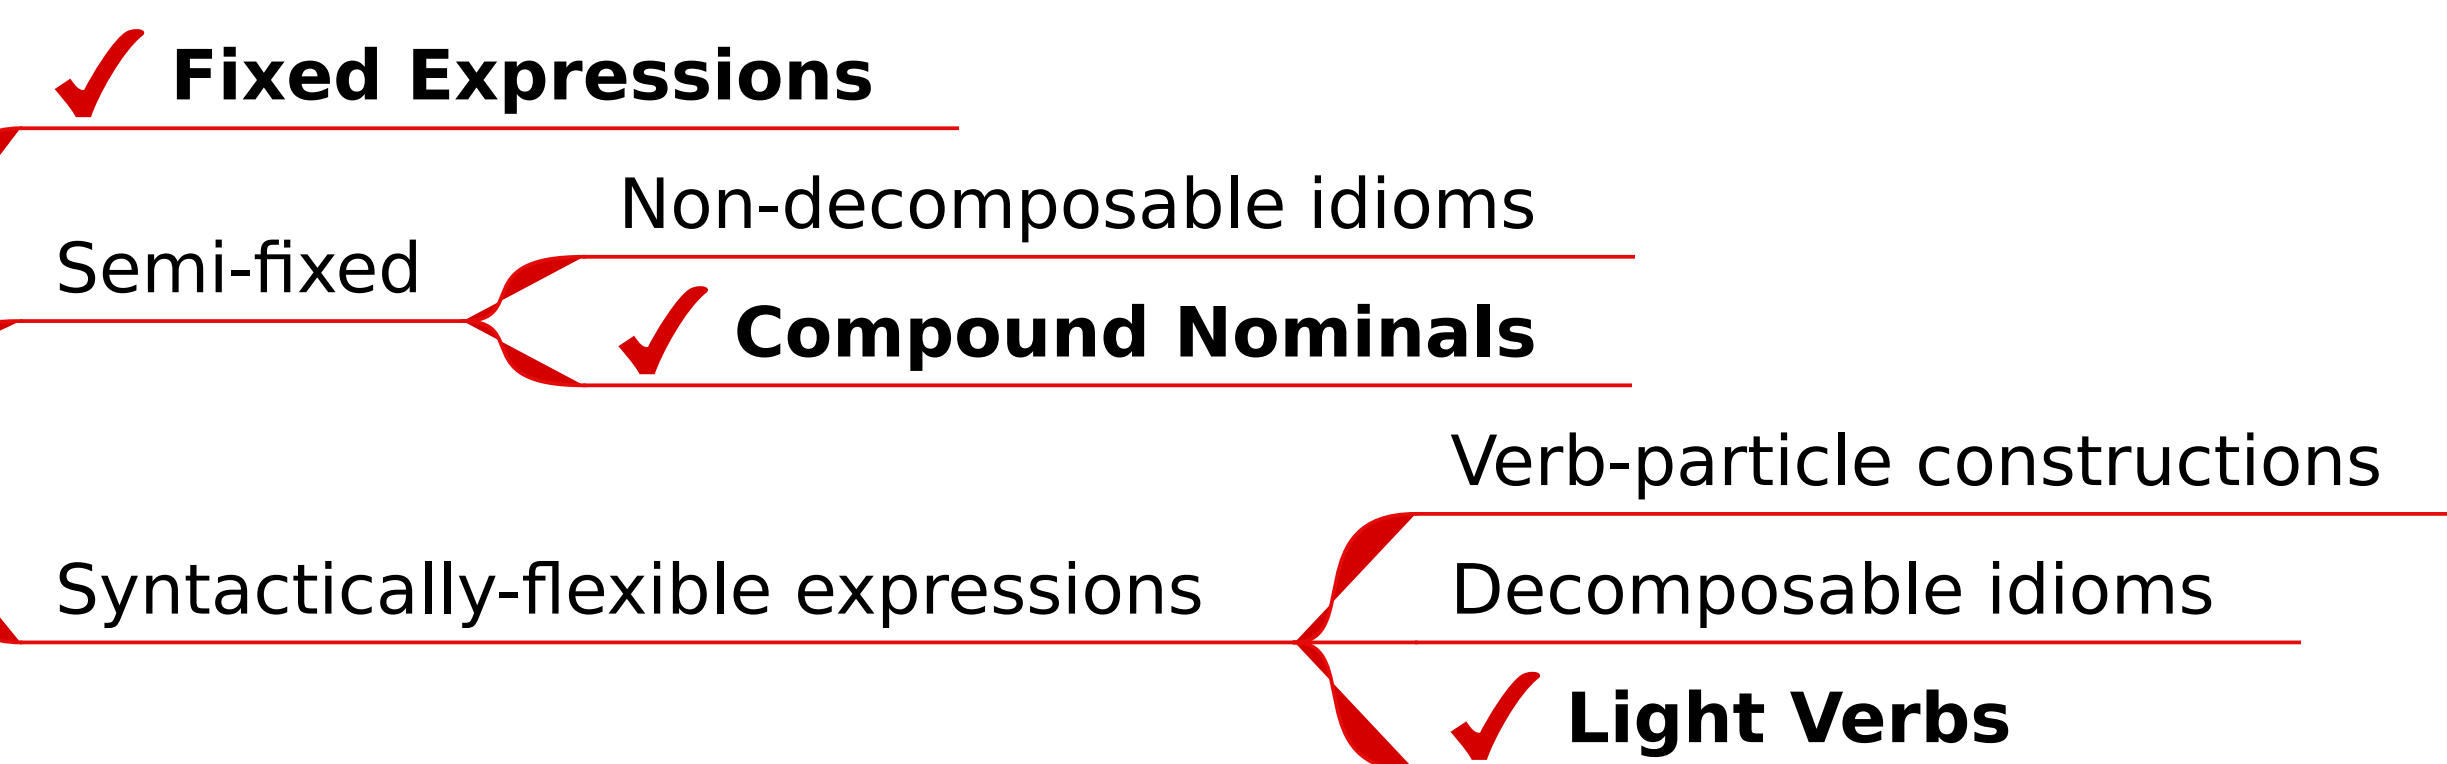 ✓ Fixed Expressions
Non-decomposable idioms
Semi-fixed
✓ Compound Nominals
Verb-particle constructions
Syntactically-flexible expressions
Decomposable idioms
✓ Light Verbs